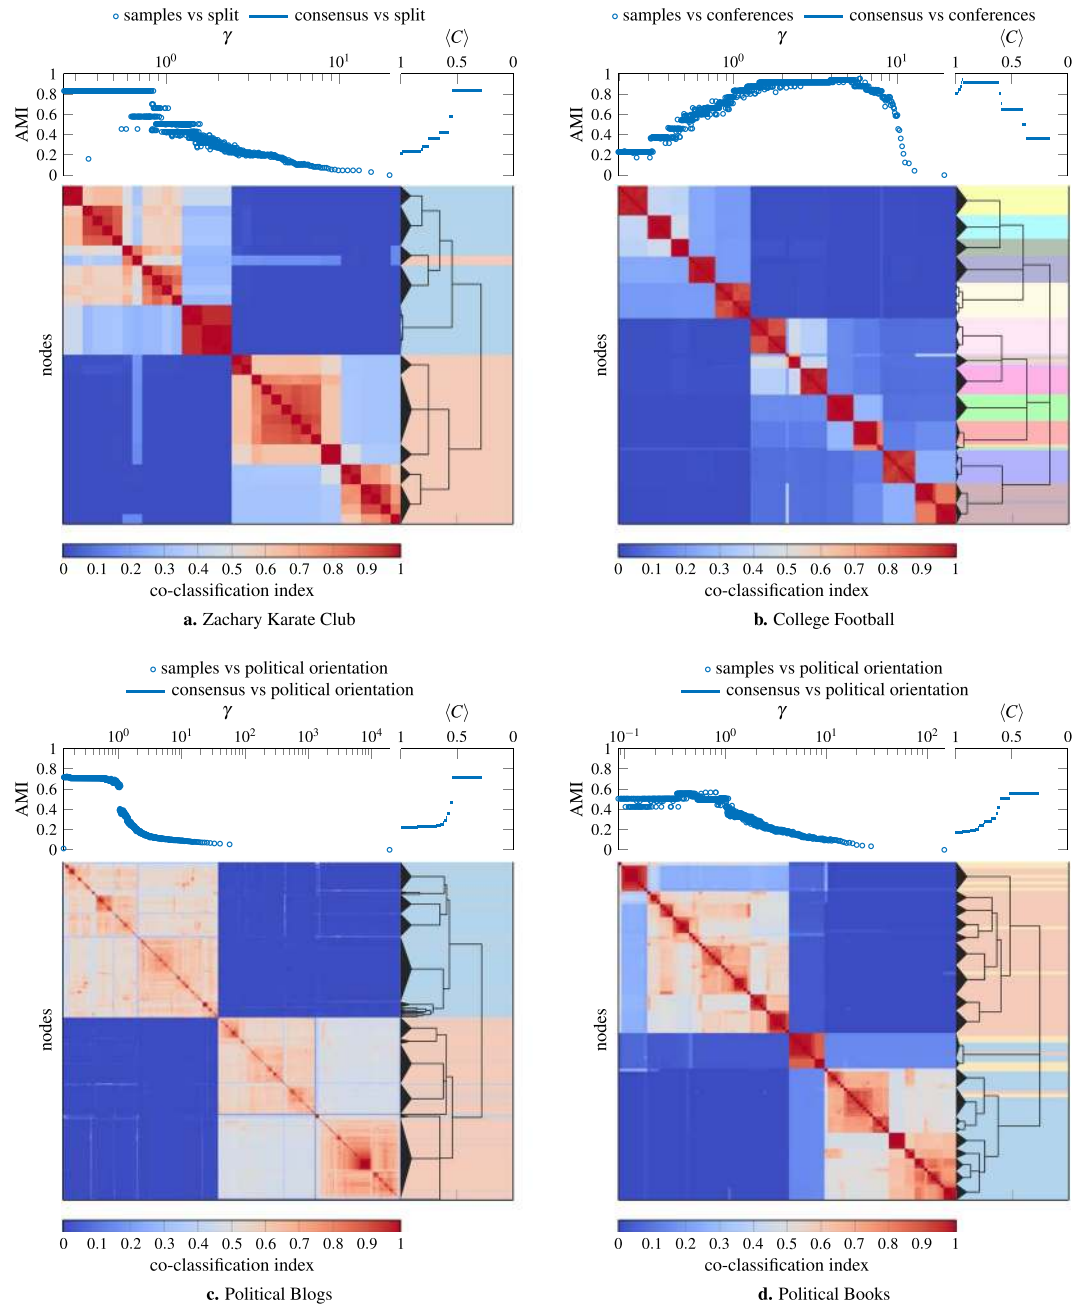 samples vs split consensus vs split
γ ⟨C⟩
10⁰ 10¹ 1 0.5 0
1
0.8
0.6
0.4
0.2
0
AMI
nodes
0 0.1 0.2 0.3 0.4 0.5 0.6 0.7 0.8 0.9 1
co-classification index
a. Zachary Karate Club
samples vs conferences consensus vs conferences
γ ⟨C⟩
10⁰ 10¹ 1 0.5 0
1
0.8
0.6
0.4
0.2
0
AMI
nodes
0 0.1 0.2 0.3 0.4 0.5 0.6 0.7 0.8 0.9 1
co-classification index
b. College Football
samples vs political orientation
consensus vs political orientation
γ ⟨C⟩
10⁰ 10¹ 10² 10³ 10⁴ 1 0.5 0
1
0.8
0.6
0.4
0.2
0
AMI
nodes
0 0.1 0.2 0.3 0.4 0.5 0.6 0.7 0.8 0.9 1
co-classification index
c. Political Blogs
samples vs political orientation
consensus vs political orientation
γ ⟨C⟩
10⁻¹ 10⁰ 10¹ 10² 1 0.5 0
1
0.8
0.6
0.4
0.2
0
AMI
nodes
0 0.1 0.2 0.3 0.4 0.5 0.6 0.7 0.8 0.9 1
co-classification index
d. Political Books